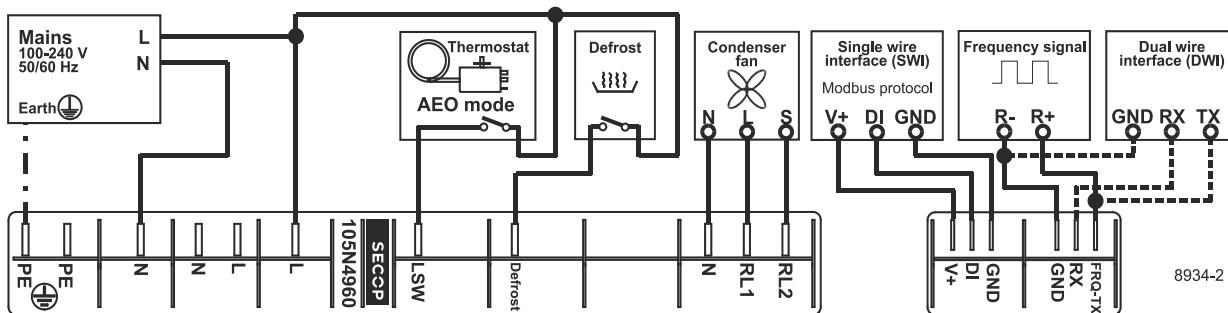 Mains
100-240 V
50/60 Hz
L
N
Earth
Thermostat
AEO mode
Defrost
Condenser
fan
N L S
Single wire
interface (SWI)
Modbus protocol
V+ DI GND
Frequency signal
R- R+
Dual wire
interface (DWI)
GND RX TX
PE
PE
N
N
L
L
105N4960
SECOP
LSW
Defrost
N
RL1
RL2
V+
DI
GND
GND
RX
FRQ-TX
8934-2